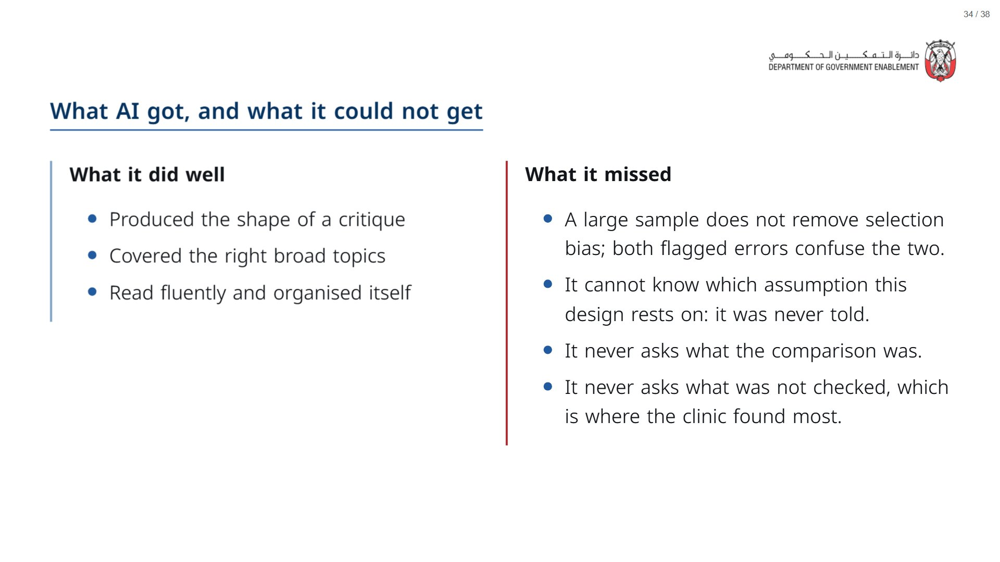 34 / 38
دائرة التمكين الحكومي
DEPARTMENT OF GOVERNMENT ENABLEMENT
What AI got, and what it could not get
What it did well
Produced the shape of a critique
Covered the right broad topics
Read fluently and organised itself
What it missed
A large sample does not remove selection
bias; both flagged errors confuse the two.
It cannot know which assumption this
design rests on: it was never told.
It never asks what the comparison was.
It never asks what was not checked, which
is where the clinic found most.